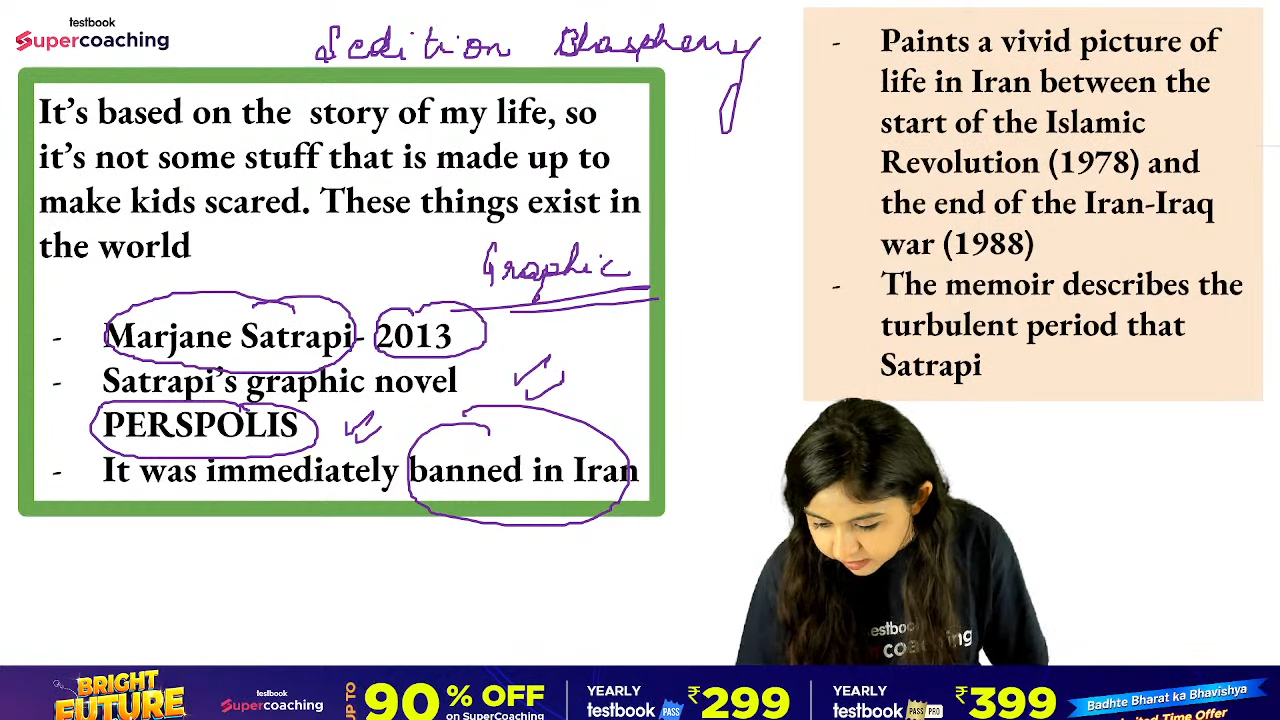 testbook
Supercoaching
Sedition Blasphemy
It's based on the story of my life, so
it's not some stuff that is made up to
make kids scared. These things exist in
the world
Graphic
- Marjane Satrapi- 2013
- Satrapi's graphic novel
PERSPOLIS
- It was immediately banned in Iran
- Paints a vivid picture of
life in Iran between the
start of the Islamic
Revolution (1978) and
the end of the Iran-Iraq
war (1988)
- The memoir describes the
turbulent period that
Satrapi
BRIGHT
FUTURE
testbook
Supercoaching
UPTO
90% OFF
on SuperCoaching
YEARLY
testbook PASS
₹299
YEARLY
testbook PASS PRO
₹399
Badhte Bharat ka Bhavishya
Time Offer